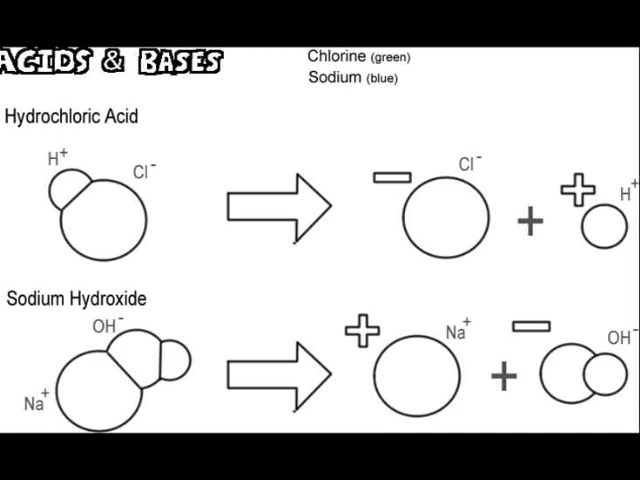 ACIDS & BASES
Chlorine (green)
Sodium (blue)
Hydrochloric Acid
H+
Cl-
Cl-
+
H+
Sodium Hydroxide
OH-
Na+
Na+
+
OH-